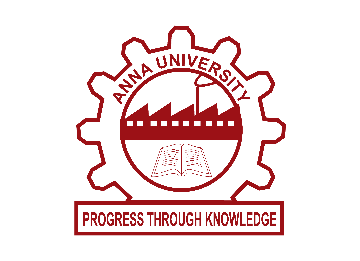 ANNA UNIVERSITY
PROGRESS THROUGH KNOWLEDGE